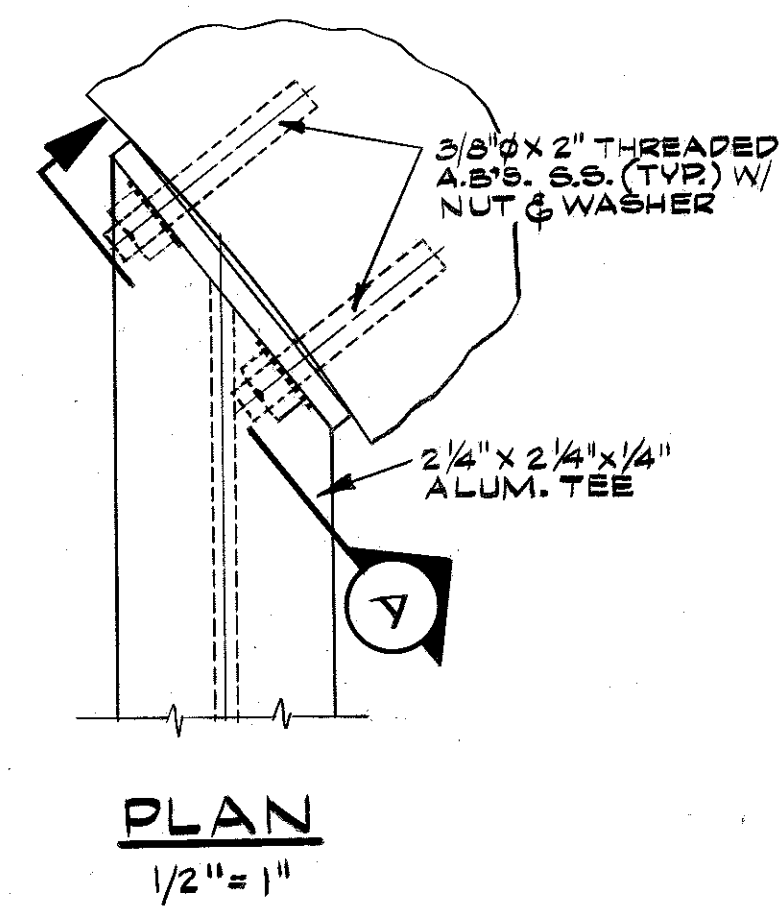 3/8"φ X 2" THREADED
A.B'S. S.S. (TYP.) W/
NUT & WASHER
2 1/4" X 2 1/4" X 1/4"
ALUM. TEE
A
PLAN
1/2" = 1"